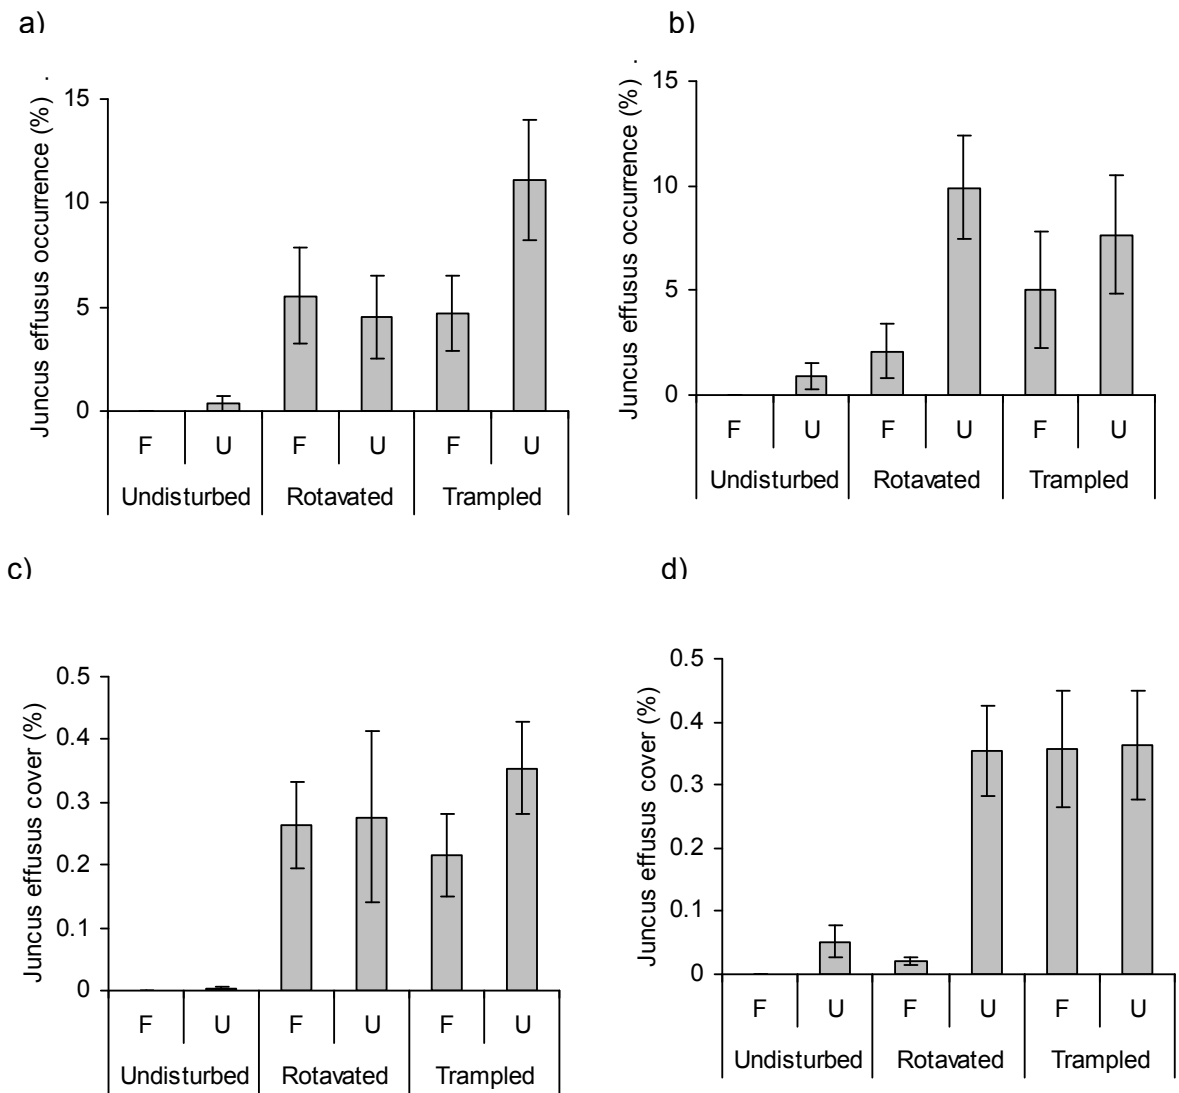 a)
Juncus effusus occurrence (%) .
15
10
5
0
F U F U F U
Undisturbed Rotavated Trampled
b)
Juncus effusus occurrence (%) .
15
10
5
0
F U F U F U
Undisturbed Rotavated Trampled
c)
Juncus effusus cover (%)
0.5
0.4
0.3
0.2
0.1
0
F U F U F U
Undisturbed Rotavated Trampled
d)
Juncus effusus cover (%)
0.5
0.4
0.3
0.2
0.1
0
F U F U F U
Undisturbed Rotavated Trampled